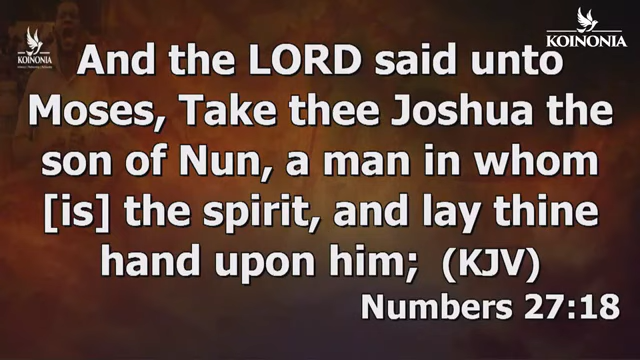 KOINONIA
KOINONIA
And the LORD said unto
Moses, Take thee Joshua the
son of Nun, a man in whom
[is] the spirit, and lay thine
hand upon him; (KJV)
Numbers 27:18